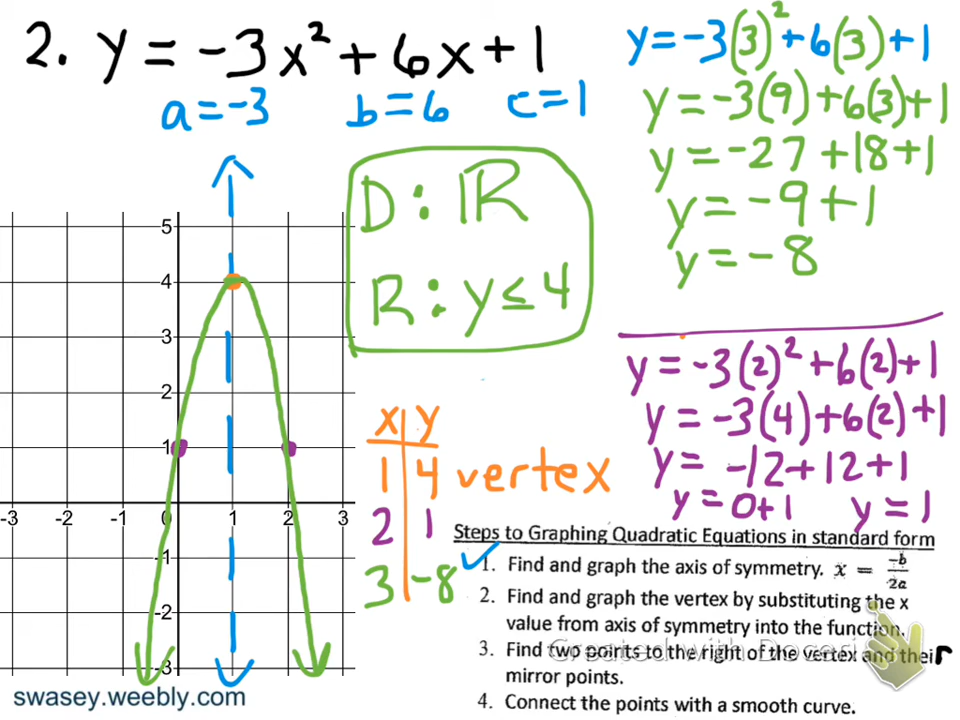 2. y = -3x² + 6x + 1
a = -3 b = 6 c = 1
y = -3(3)² + 6(3) + 1
y = -3(9) + 6(3) + 1
y = -27 + 18 + 1
y = -9 + 1
y = -8
D: ℝ
R: y ≤ 4
5
4
3
2
1
-3 -2 -1 0 1 2 3
-1
-2
-3
y = -3(2)² + 6(2) + 1
y = -3(4) + 6(2) + 1
y = -12 + 12 + 1
y = 0+1 y = 1
x y
1 4 vertex
2 1
3 -8
Steps to Graphing Quadratic Equations in standard form
1. Find and graph the axis of symmetry. x = -b/2a
2. Find and graph the vertex by substituting the x
value from axis of symmetry into the function.
3. Find two points to the right of the vertex and their
mirror points.
4. Connect the points with a smooth curve.
Created with Doceri
swasey.weebly.com